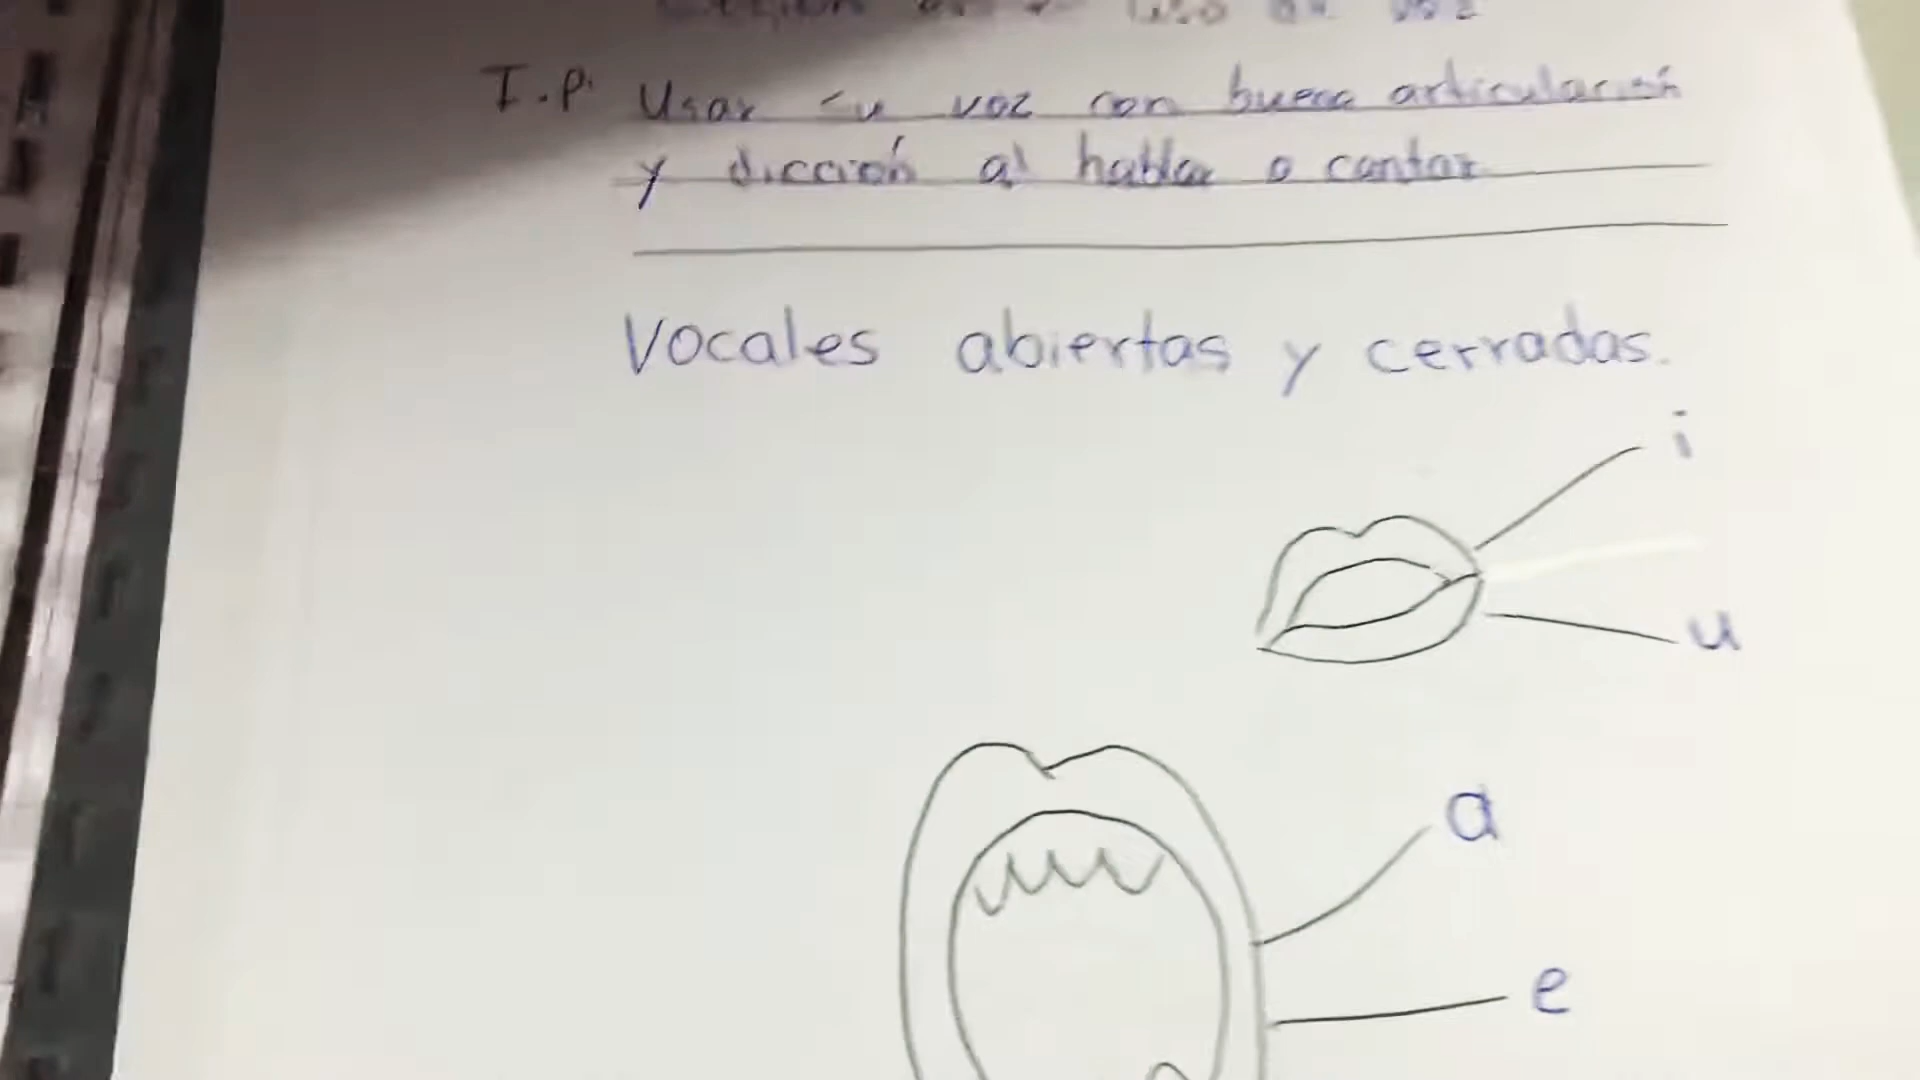 I.P. Usar su voz con buena articulación
y dicción al hablar o cantar
Vocales abiertas y cerradas.
i
u
a
e